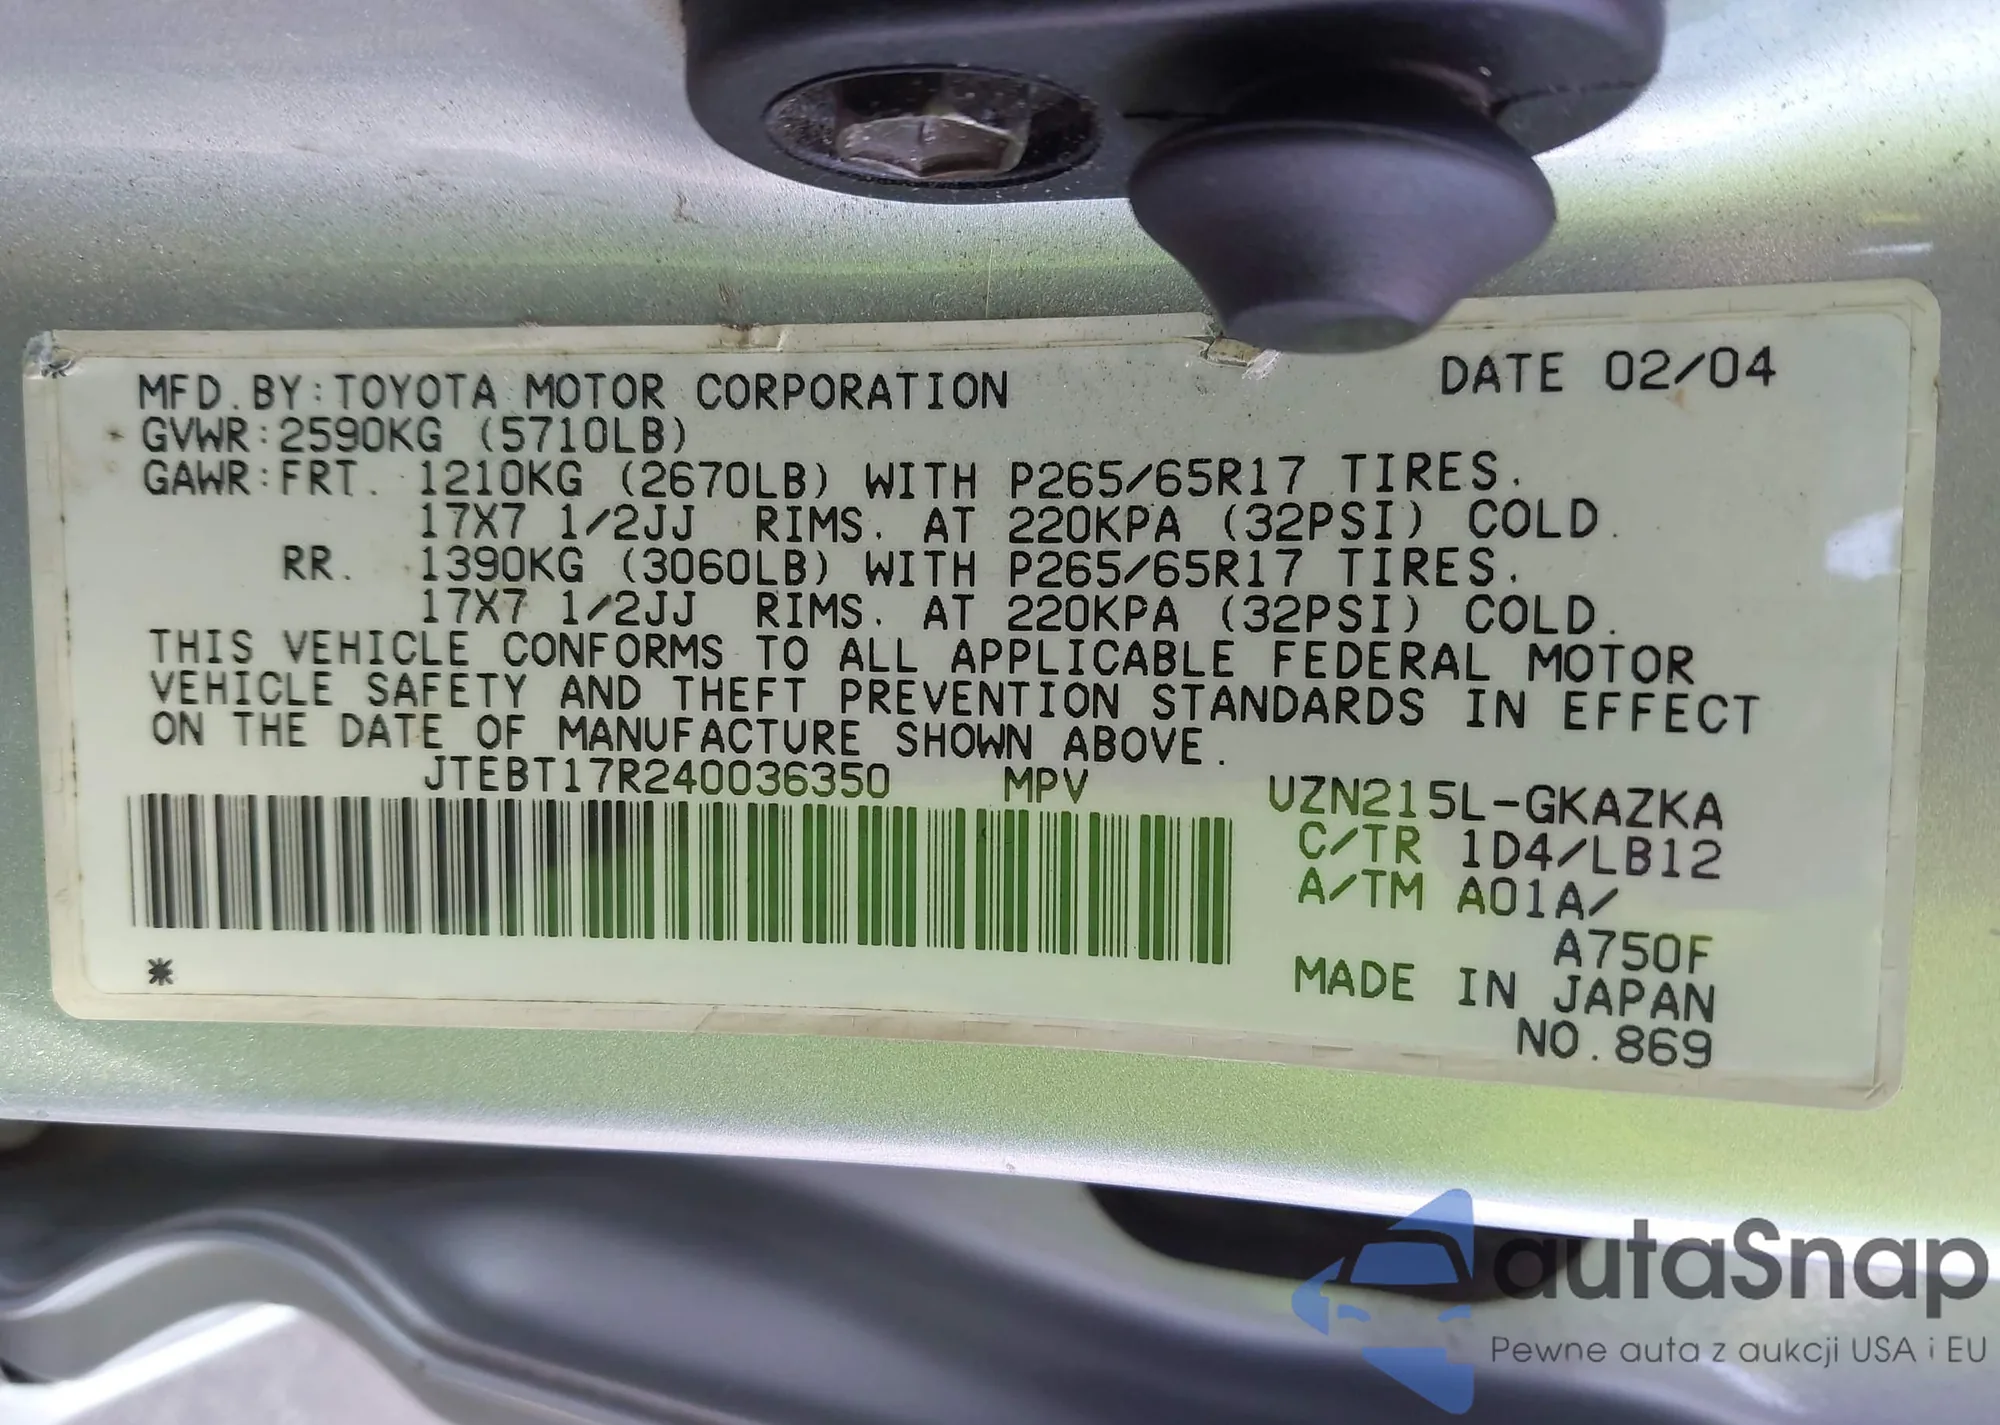 MFD.BY:TOYOTA MOTOR CORPORATION DATE 02/04
GVWR:2590KG (5710LB)
GAWR:FRT. 1210KG (2670LB) WITH P265/65R17 TIRES.
17X7 1/2JJ RIMS. AT 220KPA (32PSI) COLD.
RR. 1390KG (3060LB) WITH P265/65R17 TIRES.
17X7 1/2JJ RIMS. AT 220KPA (32PSI) COLD.
THIS VEHICLE CONFORMS TO ALL APPLICABLE FEDERAL MOTOR
VEHICLE SAFETY AND THEFT PREVENTION STANDARDS IN EFFECT
ON THE DATE OF MANUFACTURE SHOWN ABOVE.
JTEBT17R240036350 MPV UZN215L-GKAZKA
C/TR 1D4/LB12
A/TM A01A/
A750F
*
MADE IN JAPAN
NO.869
autaSnap
Pewne auta z aukcji USA i EU